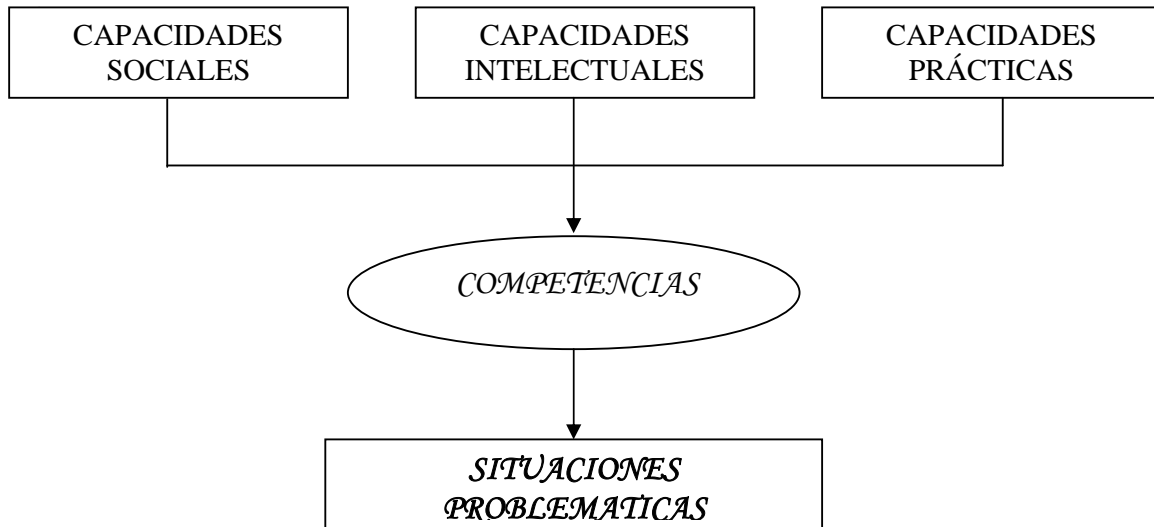 CAPACIDADES
SOCIALES
CAPACIDADES
INTELECTUALES
CAPACIDADES
PRÁCTICAS
COMPETENCIAS
SITUACIONES
PROBLEMATICAS